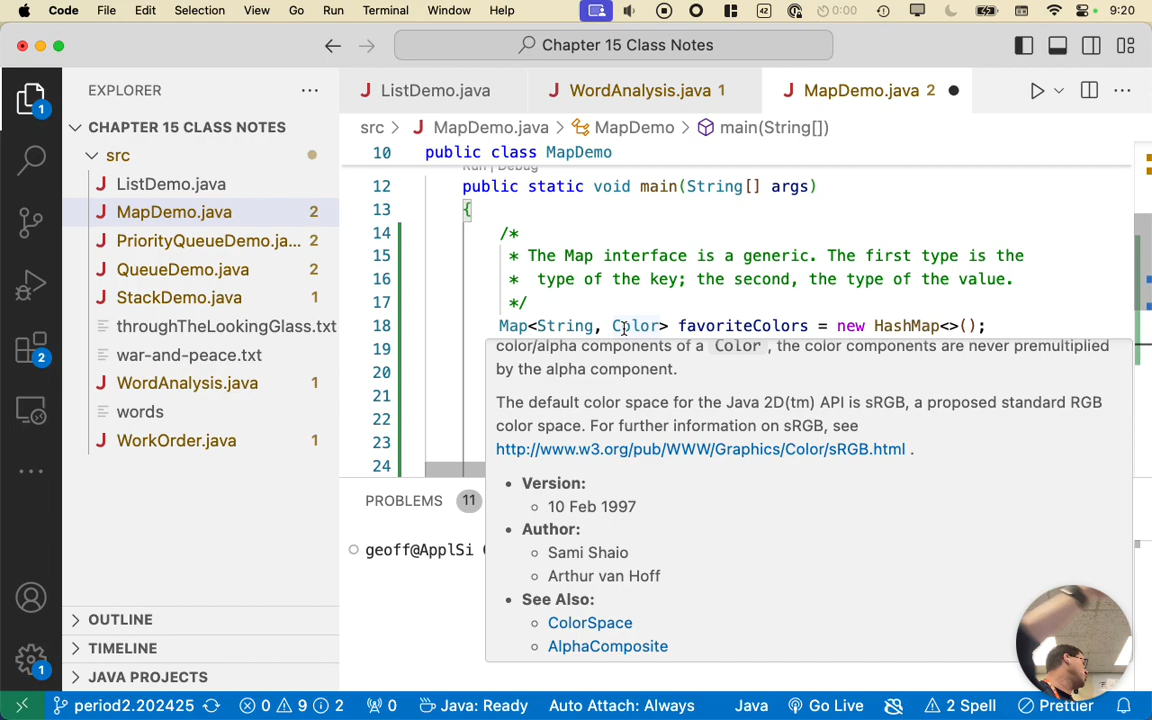 Code File Edit Selection View Go Run Terminal Window Help 42 0:00 9:20
Chapter 15 Class Notes
EXPLORER
ListDemo.java
WordAnalysis.java 1
MapDemo.java 2
CHAPTER 15 CLASS NOTES
src
ListDemo.java
MapDemo.java 2
PriorityQueueDemo.ja... 2
QueueDemo.java 2
StackDemo.java 1
throughTheLookingGlass.txt
war-and-peace.txt
WordAnalysis.java 1
words
WorkOrder.java 1
OUTLINE
TIMELINE
JAVA PROJECTS
src > MapDemo.java > MapDemo > main(String[])
10 public class MapDemo
Run | Debug
12 public static void main(String[] args)
13 {
14 /*
15 * The Map interface is a generic. The first type is the
16 * type of the key; the second, the type of the value.
17 */
18 Map<String, Color> favoriteColors = new HashMap<>();
19
20
21
22
23
24
color/alpha components of a Color , the color components are never premultiplied
by the alpha component.
The default color space for the Java 2D(tm) API is sRGB, a proposed standard RGB
color space. For further information on sRGB, see
http://www.w3.org/pub/WWW/Graphics/Color/sRGB.html .
Version:
10 Feb 1997
Author:
Sami Shaio
Arthur van Hoff
See Also:
ColorSpace
AlphaComposite
PROBLEMS 11
geoff@ApplSi
1
2
1
period2.202425 0 9 2 0 Java: Ready Auto Attach: Always Java Go Live 2 Spell Prettier